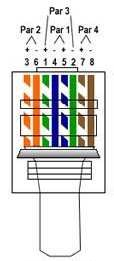 Par 3
Par 2 Par 1 Par 4
+ - + - + - + -
3 6 1 4 5 2 7 8